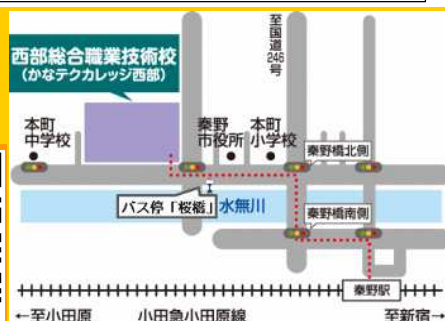 西部総合職業技術校
(かなテクカレッジ西部)
至国道246号
本町
中学校
秦野
市役所
本町
小学校
秦野橋北側
バス停「桜橋」
水無川
秦野橋南側
秦野駅
←至小田原
小田急小田原線
至新宿→